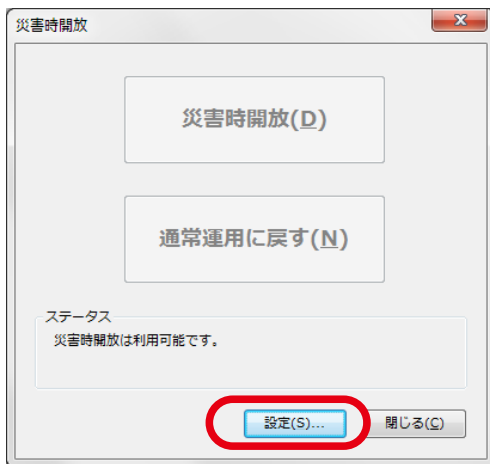 災害時開放
災害時開放(D)
通常運用に戻す(N)
ステータス
災害時開放は利用可能です。
設定(S)...
閉じる(C)